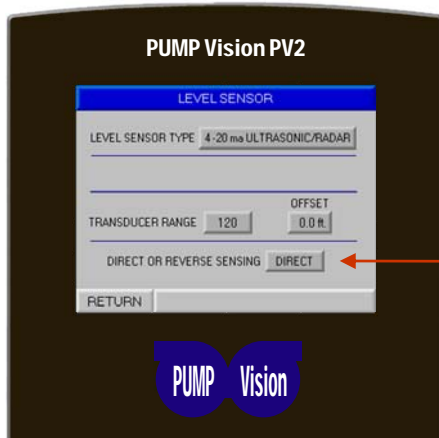 PUMP Vision PV2
LEVEL SENSOR
LEVEL SENSOR TYPE 4-20 ma ULTRASONIC/RADAR
OFFSET
TRANSDUCER RANGE 120 0.0 ft.
DIRECT OR REVERSE SENSING DIRECT
RETURN
PUMP Vision